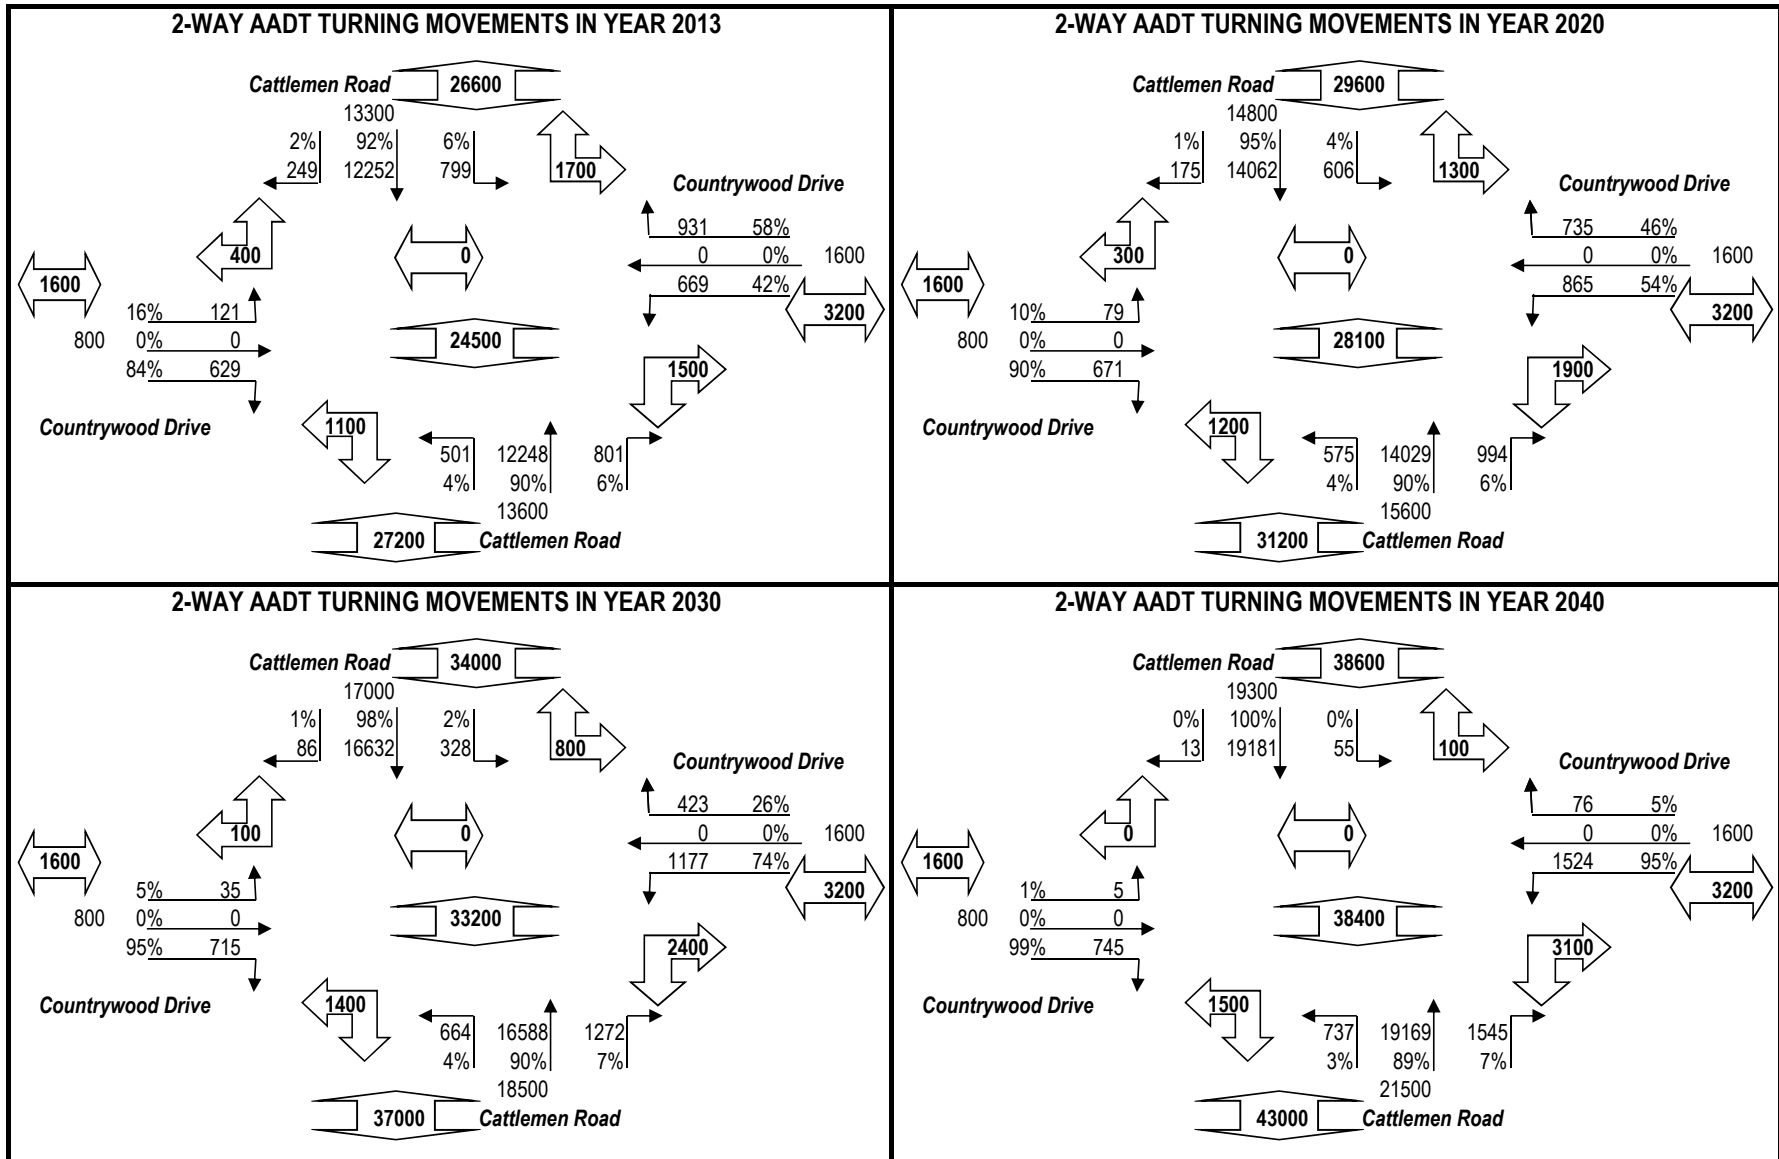 2-WAY AADT TURNING MOVEMENTS IN YEAR 2013
Cattlemen Road 26600
13300
2% 92% 6%
249 12252 799 1700
Countrywood Drive
931 58%
400 0 0 0% 1600
1600 669 42%
16% 121 3200
800 0% 0 24500
84% 629 1500
Countrywood Drive 1100
501 12248 801
4% 90% 6%
13600
27200 Cattlemen Road
2-WAY AADT TURNING MOVEMENTS IN YEAR 2020
Cattlemen Road 29600
14800
1% 95% 4%
175 14062 606 1300
Countrywood Drive
735 46%
300 0 0 0% 1600
1600 865 54%
10% 79 3200
800 0% 0 28100
90% 671 1900
Countrywood Drive 1200
575 14029 994
4% 90% 6%
15600
31200 Cattlemen Road
2-WAY AADT TURNING MOVEMENTS IN YEAR 2030
Cattlemen Road 34000
17000
1% 98% 2%
86 16632 328 800
Countrywood Drive
423 26%
100 0 0 0% 1600
1600 1177 74%
5% 35 3200
800 0% 0 33200
95% 715 2400
Countrywood Drive 1400
664 16588 1272
4% 90% 7%
18500
37000 Cattlemen Road
2-WAY AADT TURNING MOVEMENTS IN YEAR 2040
Cattlemen Road 38600
19300
0% 100% 0%
13 19181 55 100
Countrywood Drive
76 5%
0 0 0 0% 1600
1600 1524 95%
1% 5 3200
800 0% 0 38400
99% 745 3100
Countrywood Drive 1500
737 19169 1545
3% 89% 7%
21500
43000 Cattlemen Road